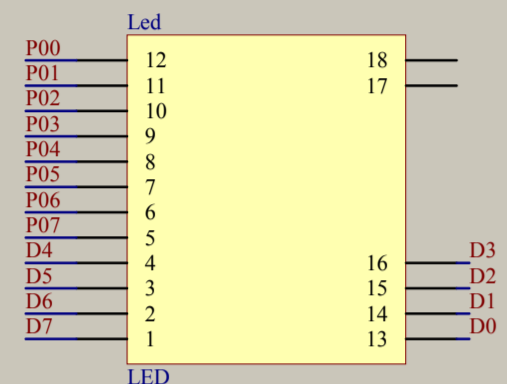 Led
P00 12 18
P01 11 17
P02 10
P03 9
P04 8
P05 7
P06 6
P07 5
D4 4 16 D3
D5 3 15 D2
D6 2 14 D1
D7 1 13 D0
LED